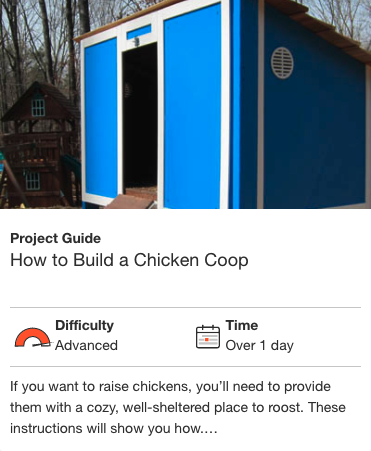 Project Guide
How to Build a Chicken Coop
Difficulty
Advanced
Time
Over 1 day
If you want to raise chickens, you’ll need to provide
them with a cozy, well-sheltered place to roost. These
instructions will show you how.…